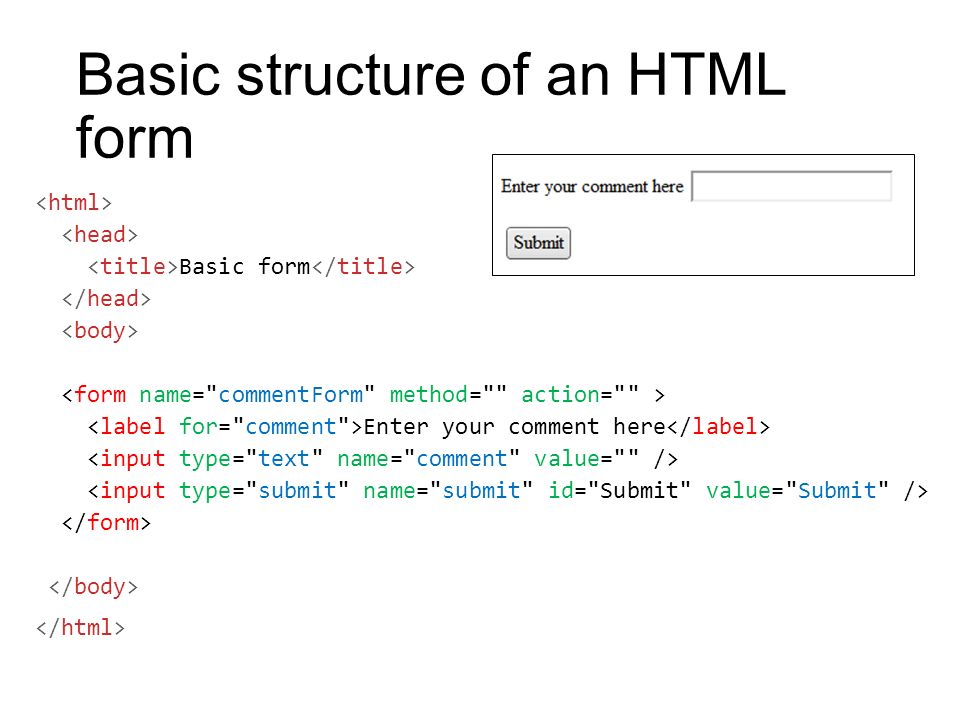 Basic structure of an HTML
form
Enter your comment here
Submit
<html>
<head>
<title>Basic form</title>
</head>
<body>
<form name="commentForm" method="" action="" >
<label for="comment">Enter your comment here</label>
<input type="text" name="comment" value="" />
<input type="submit" name="submit" id="Submit" value="Submit" />
</form>
</body>
</html>